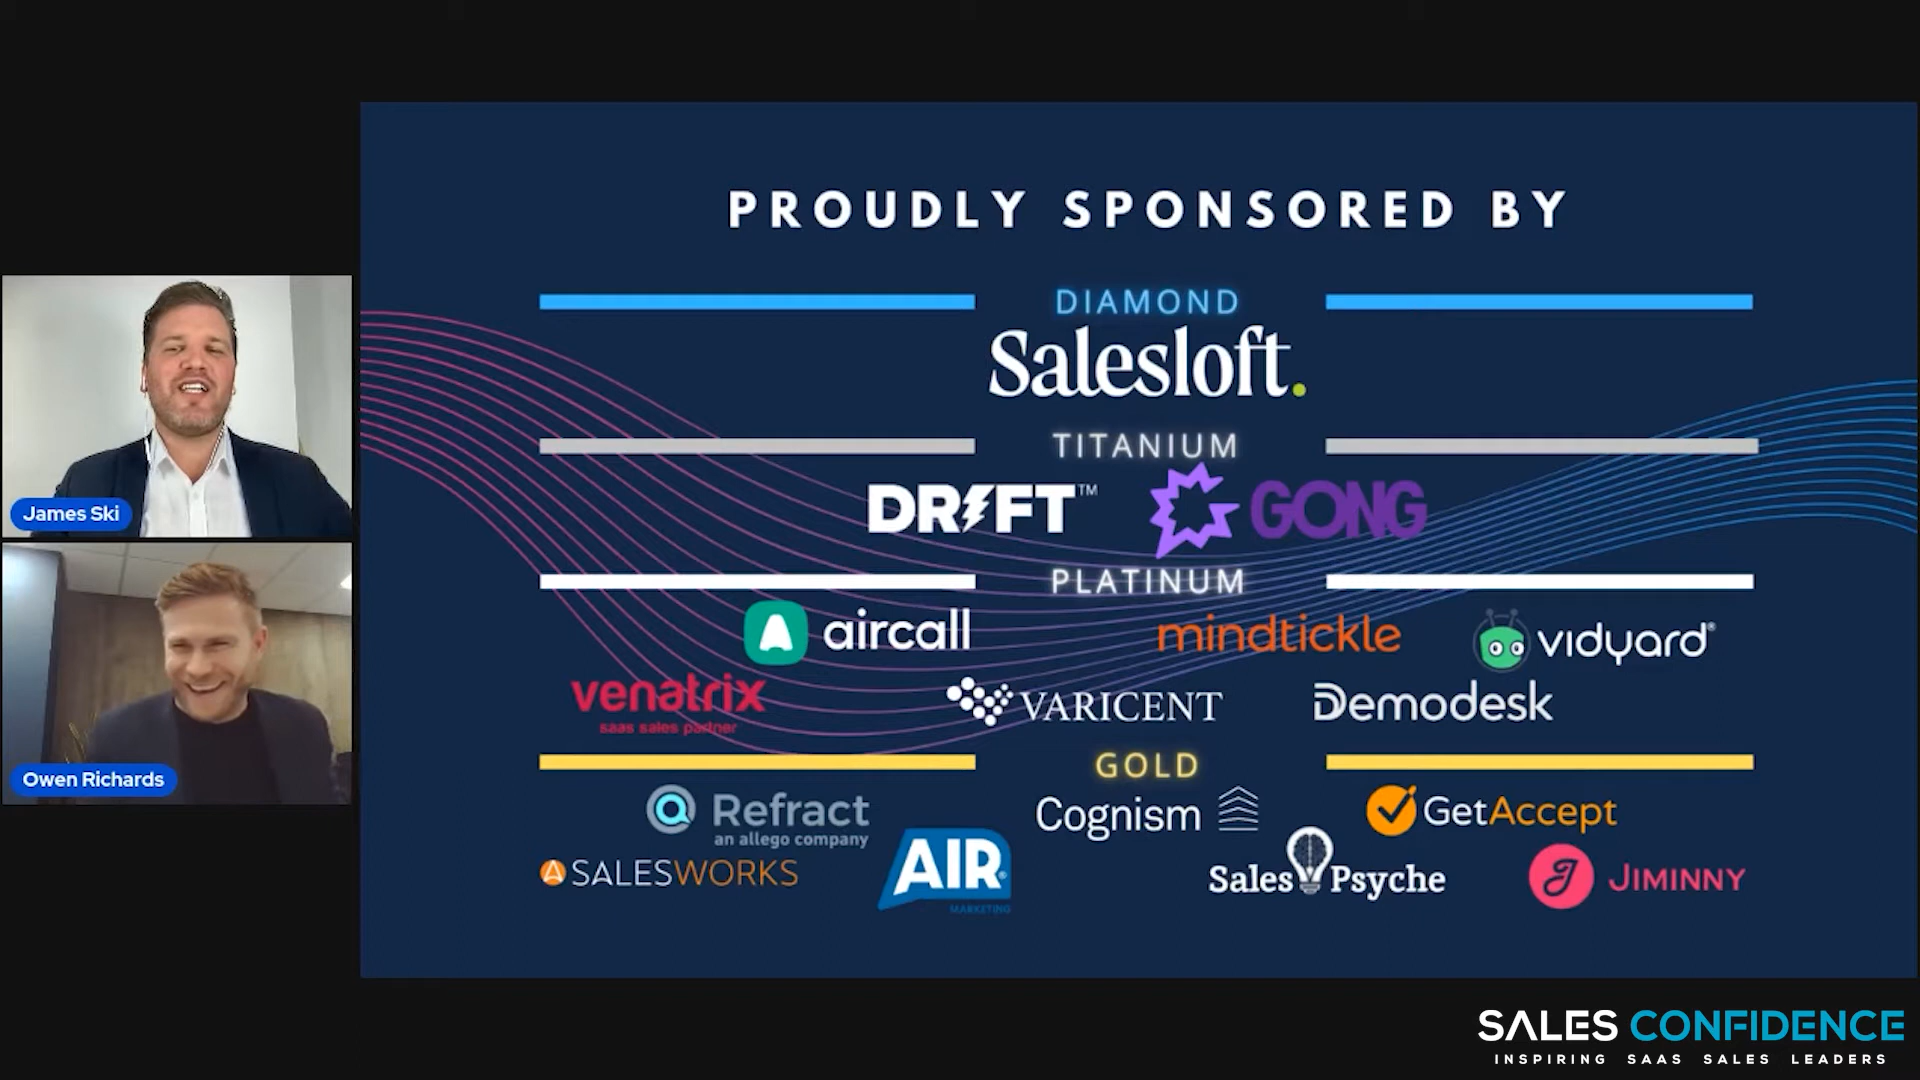 PROUDLY SPONSORED BY
DIAMOND
Salesloft.
TITANIUM
DRIFT™ GONG
PLATINUM
aircall mindtickle vidyard®
venatrix VARICENT Demodesk
saas sales partner
GOLD
Refract Cognism GetAccept
an allego company
SALESWORKS AIR® Sales Psyche JIMINNY
MARKETING
James Ski
Owen Richards
SALES CONFIDENCE
INSPIRING SAAS SALES LEADERS